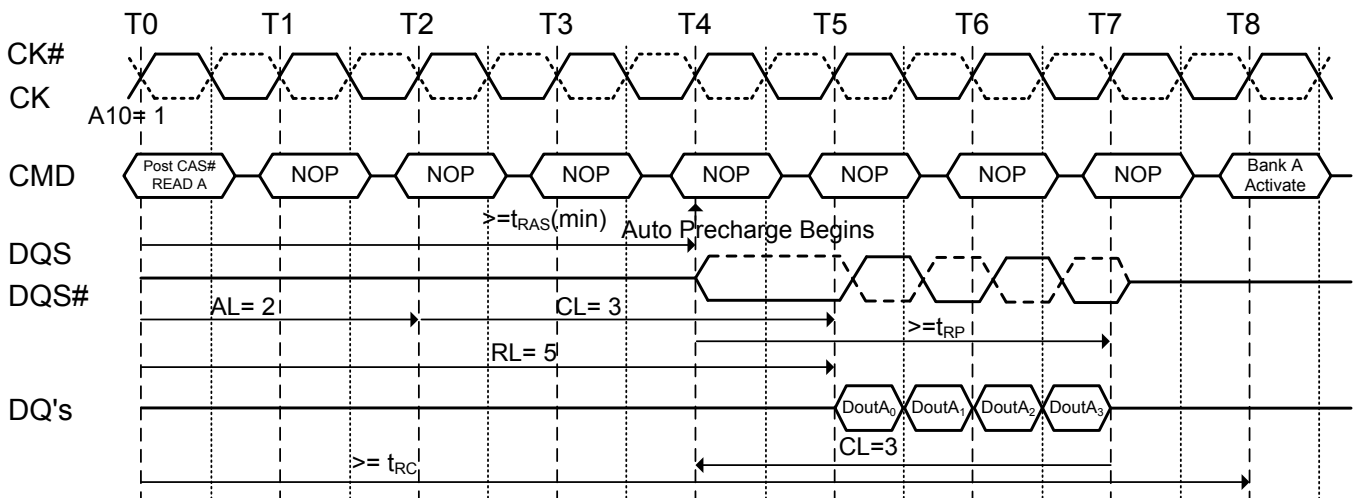 T0 T1 T2 T3 T4 T5 T6 T7 T8
CK#
CK
A10= 1
CMD
Post CAS#
READ A
NOP NOP NOP NOP NOP NOP NOP
Bank A
Activate
>=tRAS(min)
Auto Precharge Begins
DQS
DQS#
AL= 2
CL= 3
>=tRP
RL= 5
DQ's
DoutA0 DoutA1 DoutA2 DoutA3
CL=3
>= tRC